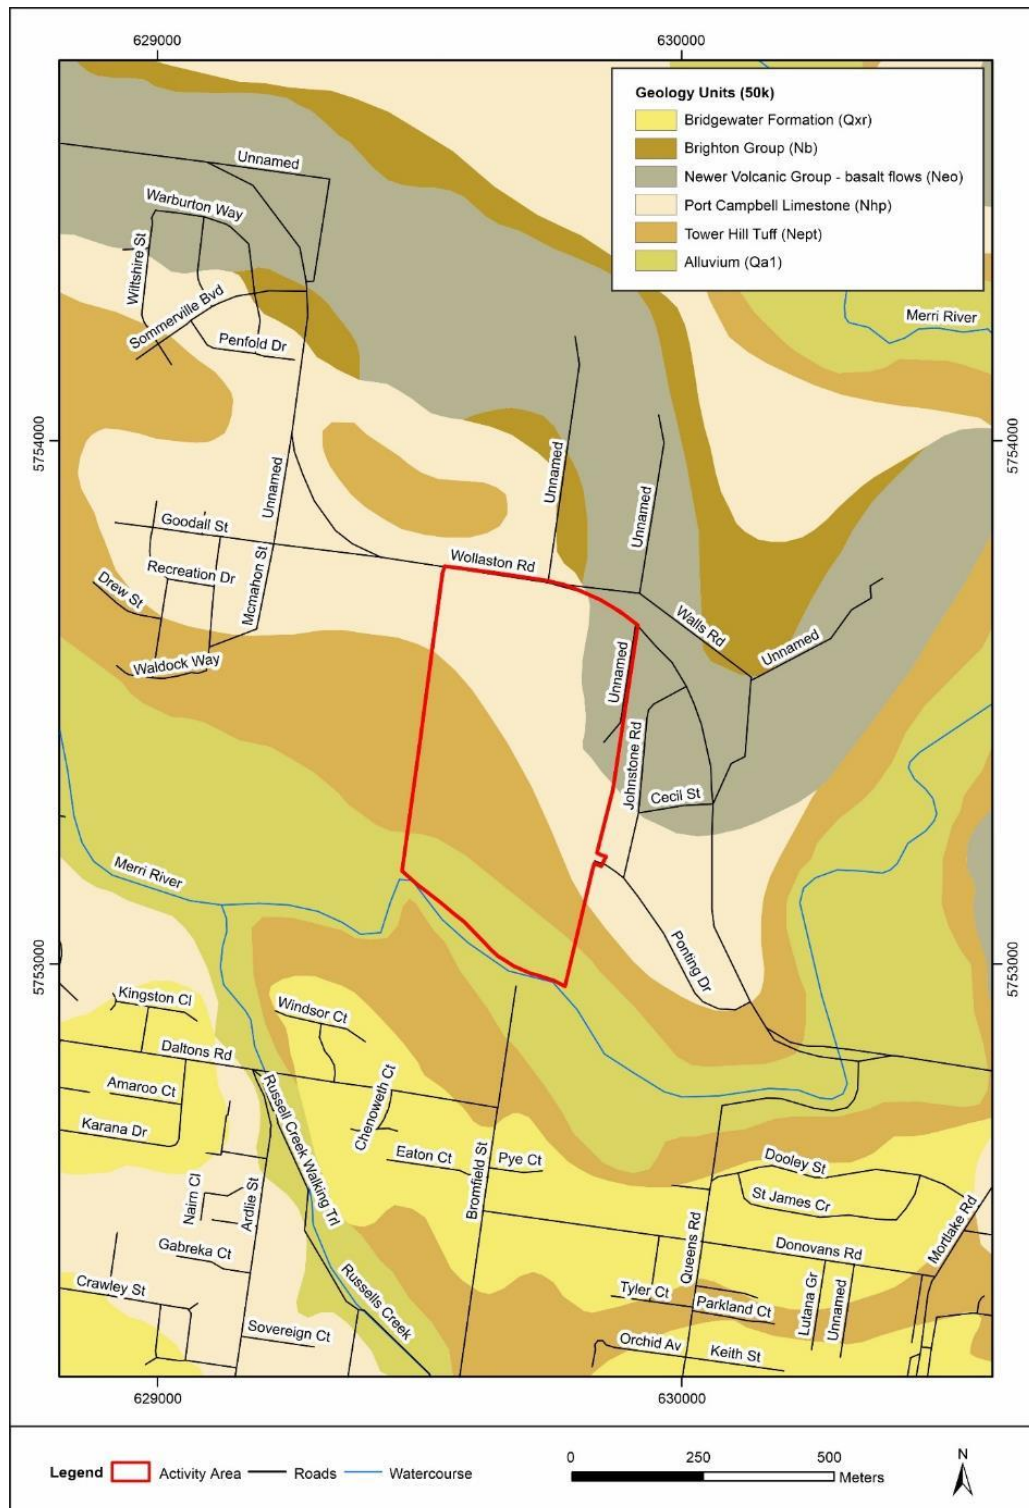 629000
630000
Geology Units (50k)
Bridgewater Formation (Qxr)
Brighton Group (Nb)
Newer Volcanic Group - basalt flows (Neo)
Port Campbell Limestone (Nhp)
Tower Hill Tuff (Nept)
Alluvium (Qa1)
Unnamed
Warburton Way
Wiltshire St
Sommerville Bvd
Penfold Dr
Merri River
5754000
5754000
Unnamed
Unnamed
Unnamed
Goodall St
Wollaston Rd
Recreation Dr
Mcmahon St
Drew St
Walls Rd
Unnamed
Waldock Way
Unnamed
Johnstone Rd
Cecil St
Merri River
Ponting Dr
5753000
5753000
Kingston Cl
Windsor Ct
Daltons Rd
Amaroo Ct
Chenoweth Ct
Karana Dr
Russell Creek Walking Trl
Eaton Ct
Pye Ct
Bromfield St
Dooley St
St James Cr
Nairn Cl
Ardlie St
Mortlake Rd
Gabreka Ct
Queens Rd
Donovans Rd
Crawley St
Russells Creek
Tyler Ct
Parkland Ct
Lutana Gr
Unnamed
Sovereign Ct
Orchid Av
Keith St
629000
630000
Legend
Activity Area
Roads
Watercourse
0 250 500
Meters
N